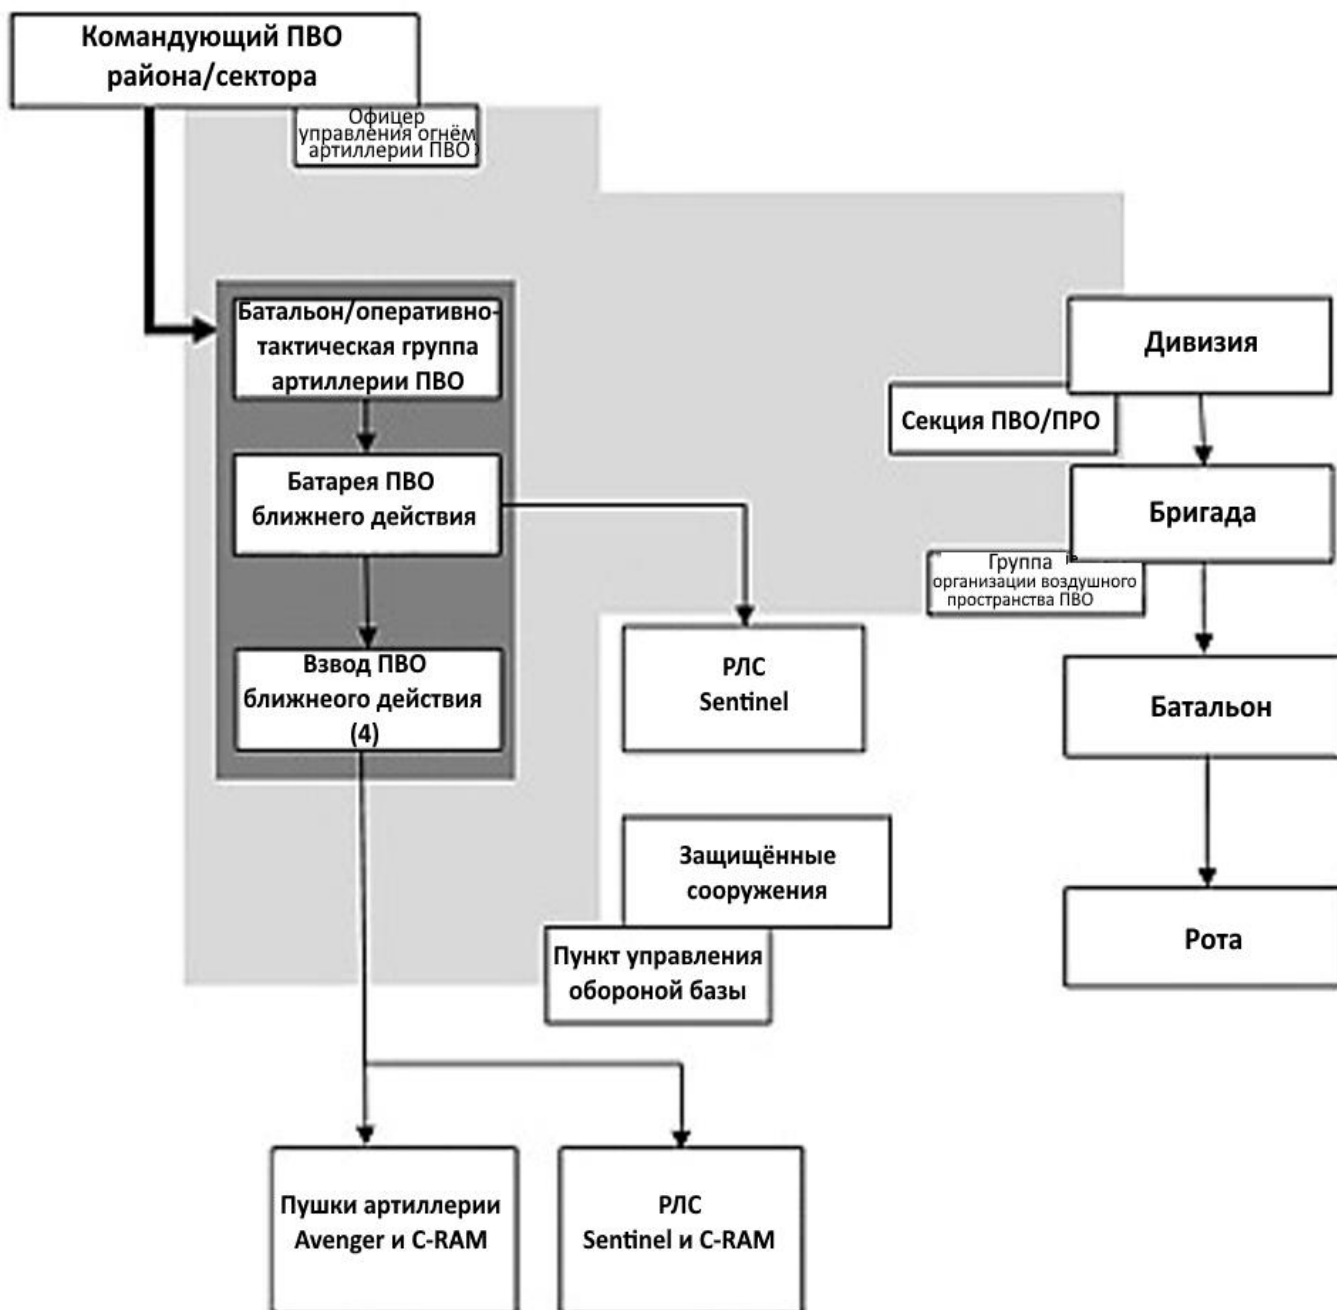 Командующий ПВО
района/сектора
Офицер
управления огнём
артиллерии ПВО
Батальон/оперативно-
тактическая группа
артиллерии ПВО
Дивизия
Секция ПВО/ПРО
Батарея ПВО
ближнего действия
Бригада
Группа
организации воздушного
пространства ПВО
Взвод ПВО
ближнеого действия
(4)
РЛС
Sentinel
Батальон
Защищённые
сооружения
Рота
Пункт управления
обороной базы
Пушки артиллерии
Avenger и C-RAM
РЛС
Sentinel и C-RAM